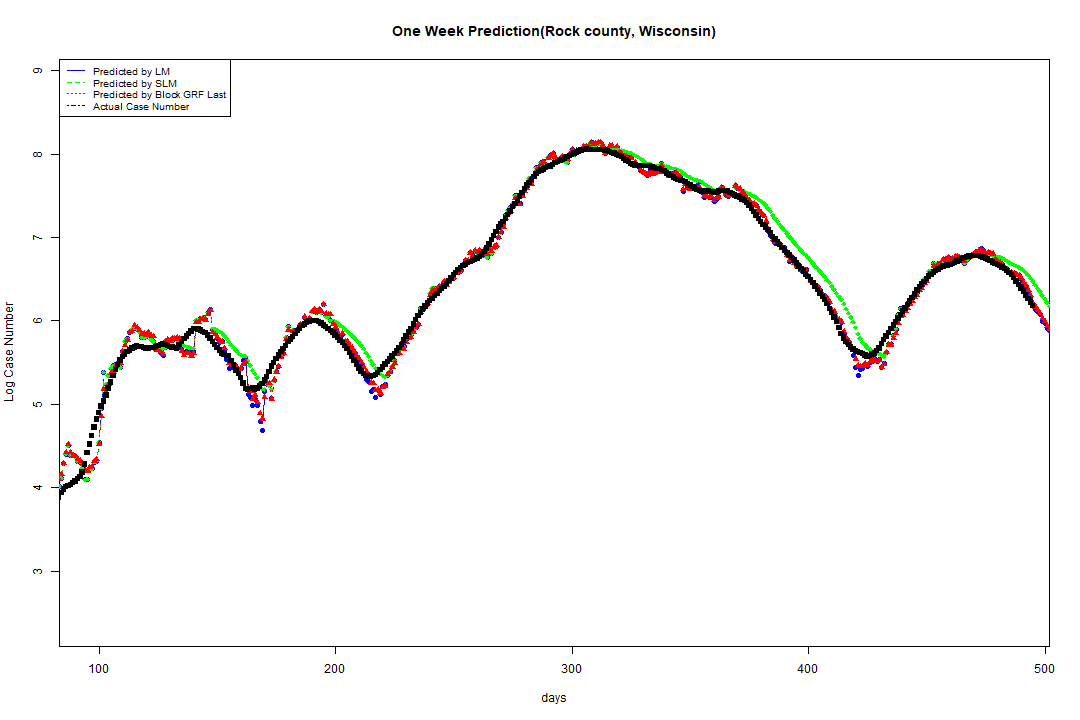 One Week Prediction(Rock county, Wisconsin)
Predicted by LM
Predicted by SLM
Predicted by Block GRF Last
Actual Case Number
9
8
7
6
5
4
3
Log Case Number
100 200 300 400 500
days